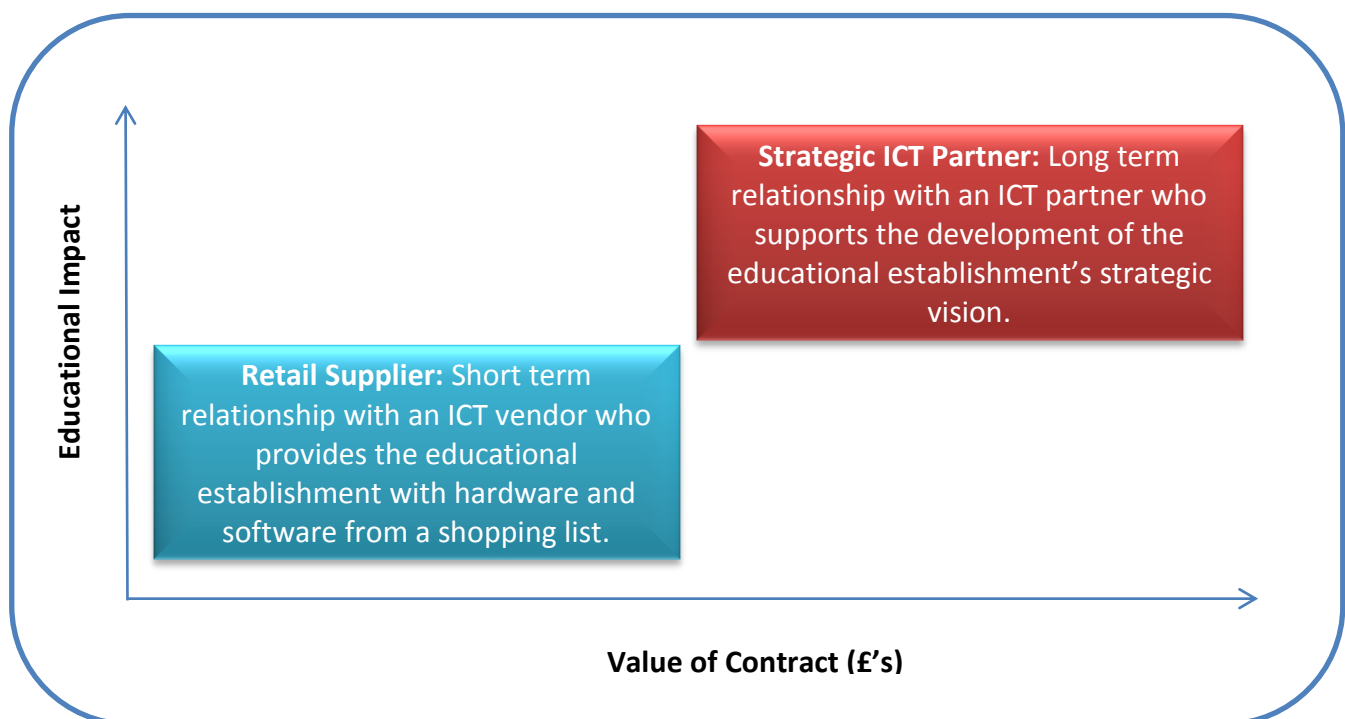 Educational Impact
Strategic ICT Partner: Long term
relationship with an ICT partner who
supports the development of the
educational establishment’s strategic
vision.
Retail Supplier: Short term
relationship with an ICT vendor who
provides the educational
establishment with hardware and
software from a shopping list.
Value of Contract (£’s)